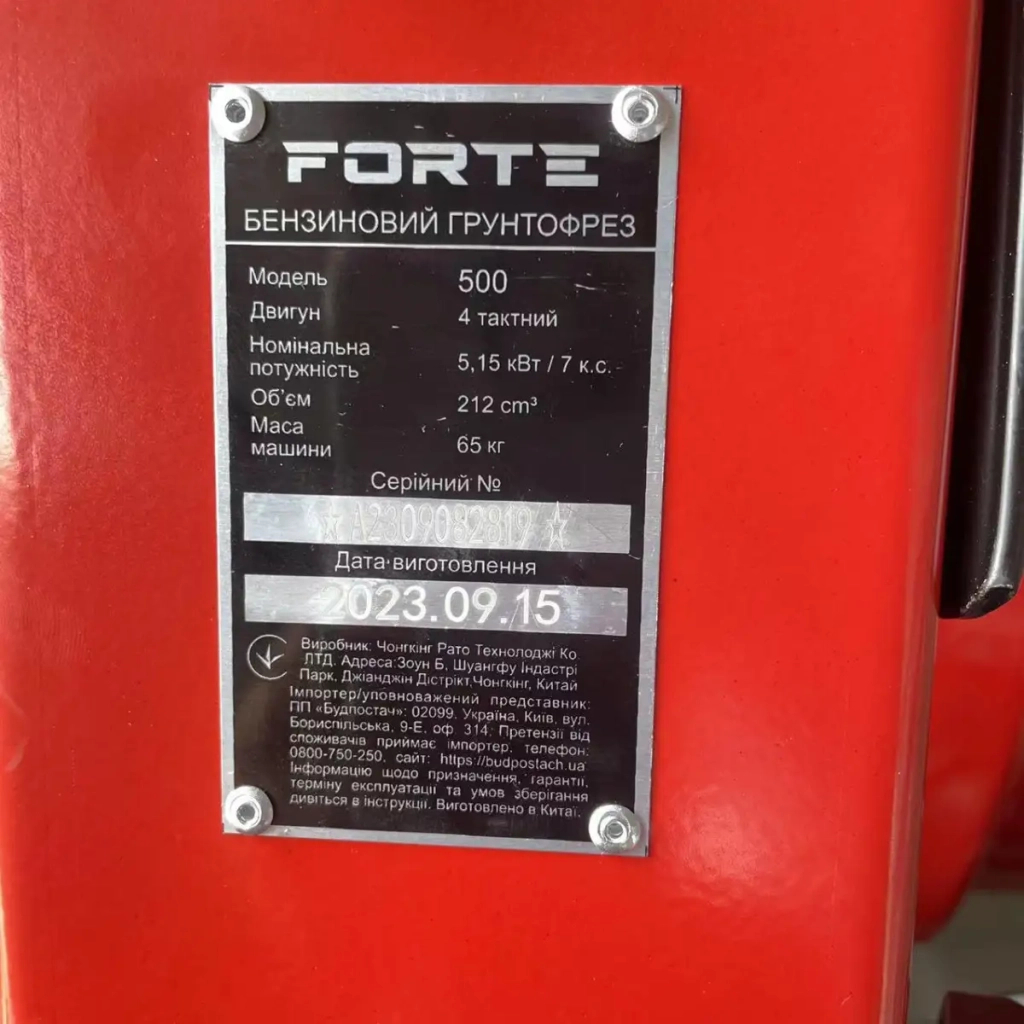 FORTE
БЕНЗИНОВИЙ ГРУНТОФРЕЗ
Модель 500
Двигун 4 тактний
Номінальна
потужність 5,15 кВт / 7 к.с.
Об'єм 212 cm³
Маса
машини 65 кг
Серійний №
☆ A2309082819 ☆
Дата виготовлення
2023.09.15
Виробник: Чонгкінг Рато Технолоджі Ко.
ЛТД. Адреса:Зоун Б, Шуангфу Індастрі
Парк, Джіанджін Дістрікт,Чонгкінг, Китай
Імпортер/уповноважений представник:
ПП «Будпостач»; 02099. Україна, Київ, вул.
Бориспільська, 9-Е, оф. 314. Претензії від
споживачів приймає імпортер, телефон:
0800-750-250, сайт: https://budpostach.ua
Інформацію щодо призначення, гарантії,
терміну експлуатації та умов зберігання
дивіться в інструкції. Виготовлено в Китаї.